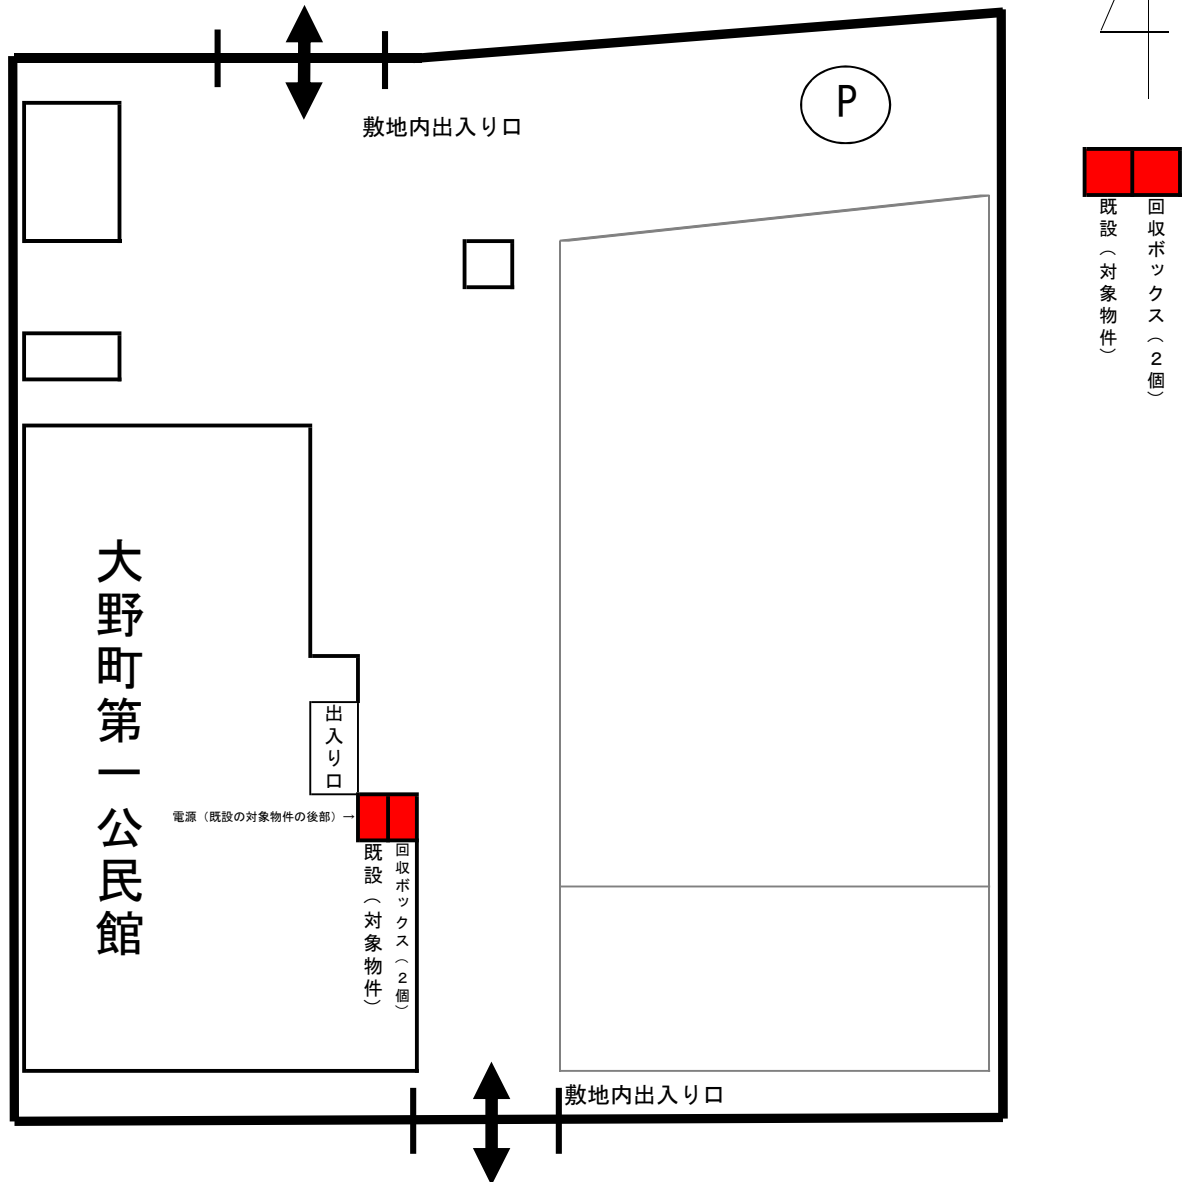 敷地内出入り口
P
既設（対象物件）
回収ボックス（２個）
大野町第一公民館
出入り口
電源（既設の対象物件の後部）→
既設（対象物件）
回収ボックス（２個）
敷地内出入り口